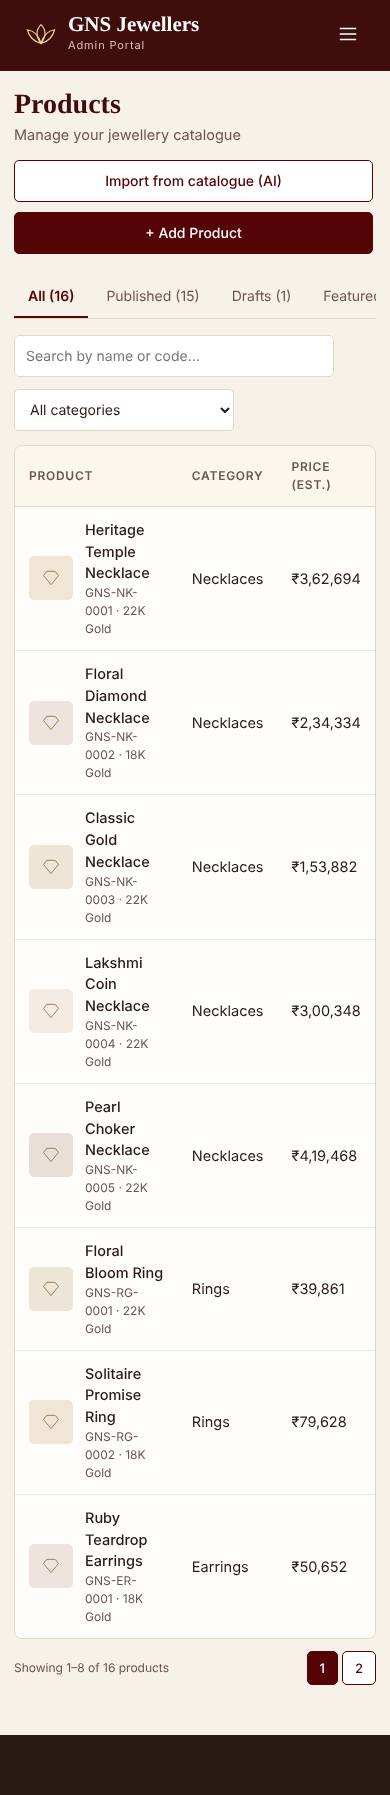 GNS Jewellers
Admin Portal
Products
Manage your jewellery catalogue
Import from catalogue (AI)
+ Add Product
All (16) Published (15) Drafts (1) Featured
Search by name or code...
All categories
PRODUCT CATEGORY PRICE (EST.)
Heritage
Temple
Necklace
GNS-NK-
0001 · 22K
Gold
Necklaces
₹3,62,694
Floral
Diamond
Necklace
GNS-NK-
0002 · 18K
Gold
Necklaces
₹2,34,334
Classic
Gold
Necklace
GNS-NK-
0003 · 22K
Gold
Necklaces
₹1,53,882
Lakshmi
Coin
Necklace
GNS-NK-
0004 · 22K
Gold
Necklaces
₹3,00,348
Pearl
Choker
Necklace
GNS-NK-
0005 · 22K
Gold
Necklaces
₹4,19,468
Floral
Bloom Ring
GNS-RG-
0001 · 22K
Gold
Rings
₹39,861
Solitaire
Promise
Ring
GNS-RG-
0002 · 18K
Gold
Rings
₹79,628
Ruby
Teardrop
Earrings
GNS-ER-
0001 · 18K
Gold
Earrings
₹50,652
Showing 1–8 of 16 products
1 2